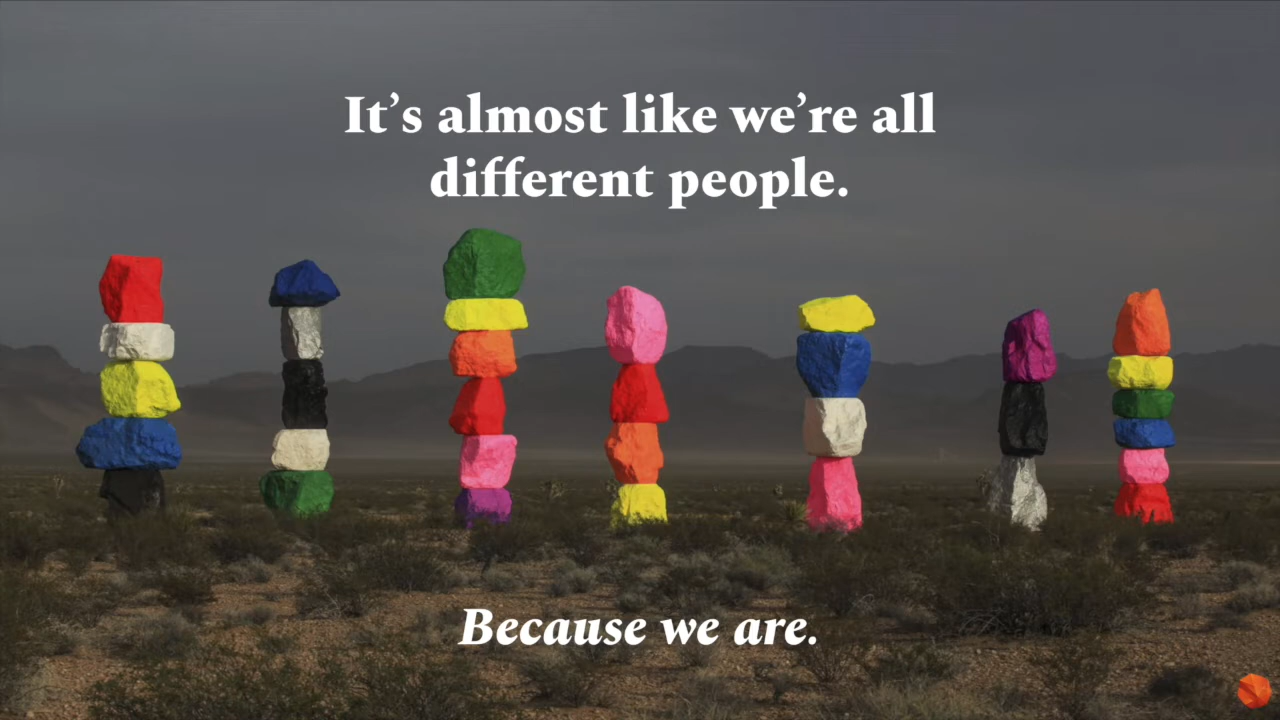 It’s almost like we’re all
different people.
Because we are.